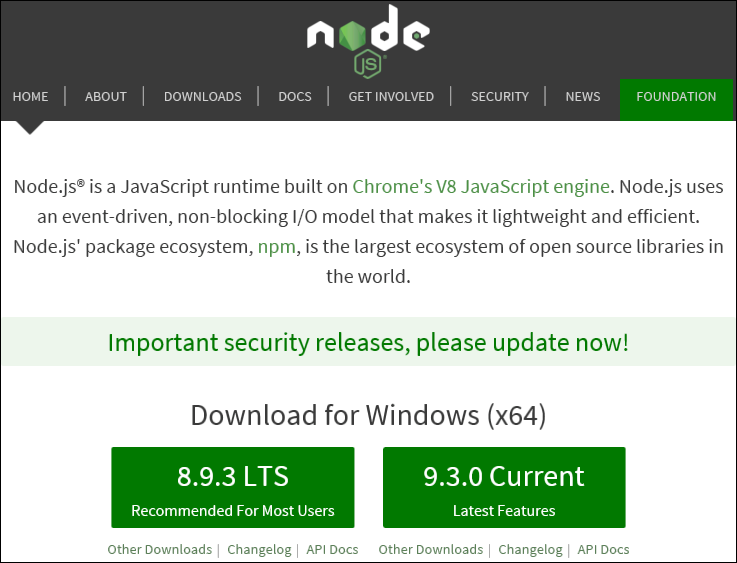 node
JS®
HOME | ABOUT | DOWNLOADS | DOCS | GET INVOLVED | SECURITY | NEWS FOUNDATION
Node.js® is a JavaScript runtime built on Chrome's V8 JavaScript engine. Node.js uses
an event-driven, non-blocking I/O model that makes it lightweight and efficient.
Node.js' package ecosystem, npm, is the largest ecosystem of open source libraries in
the world.
Important security releases, please update now!
Download for Windows (x64)
8.9.3 LTS
Recommended For Most Users
9.3.0 Current
Latest Features
Other Downloads | Changelog | API Docs
Other Downloads | Changelog | API Docs